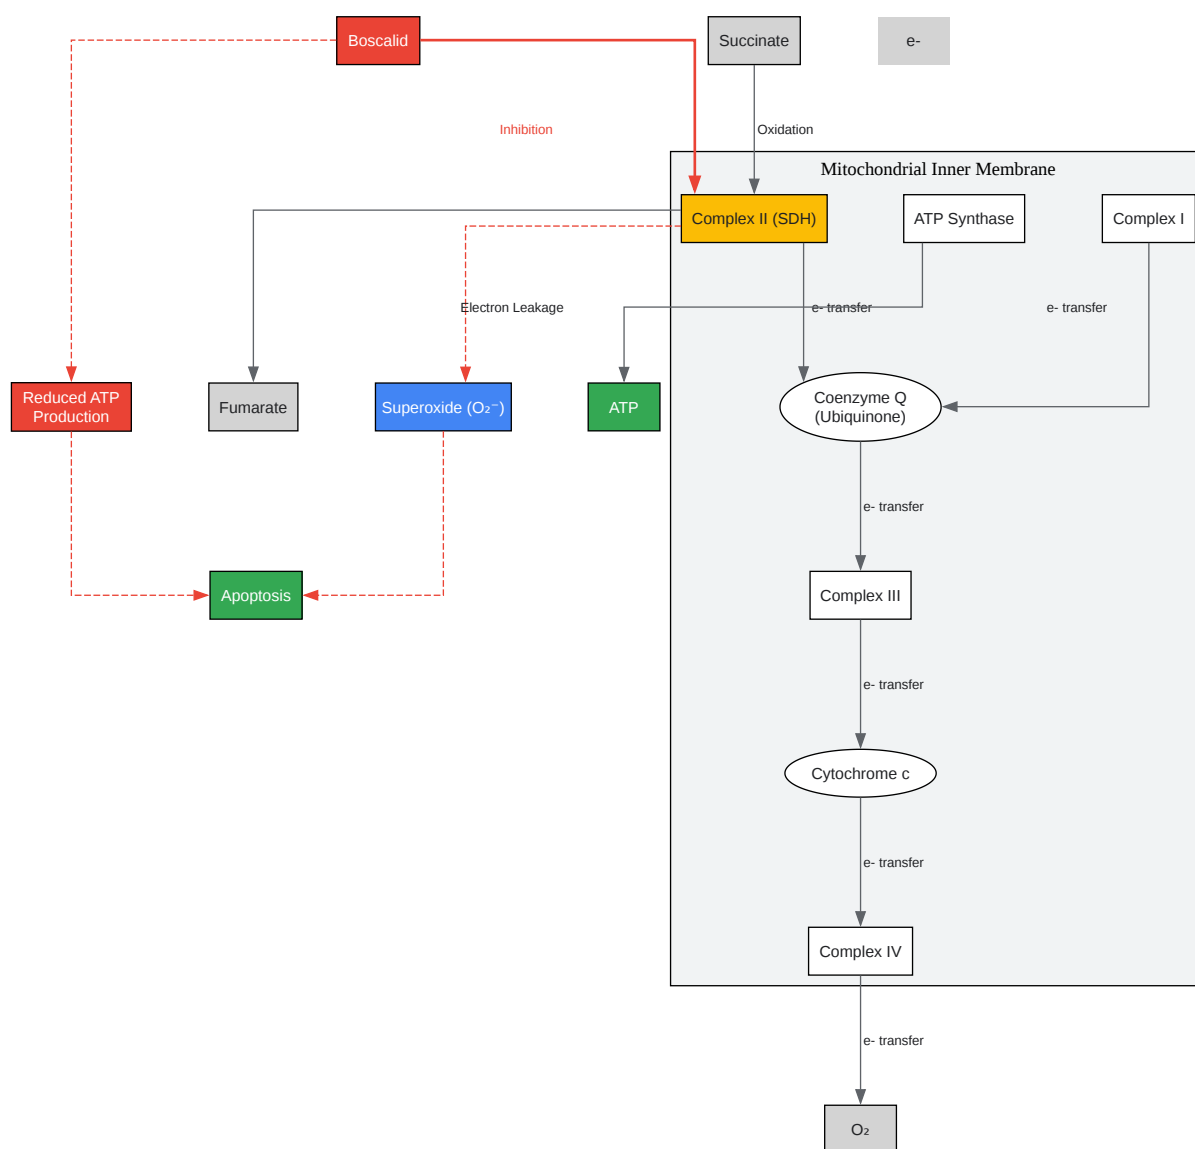 Boscalid
Succinate
e-
Inhibition
Oxidation
Mitochondrial Inner Membrane
Complex II (SDH)
ATP Synthase
Complex I
Electron Leakage
e- transfer
e- transfer
Reduced ATP
Production
Fumarate
Superoxide (O₂⁻)
ATP
Coenzyme Q
(Ubiquinone)
e- transfer
Apoptosis
Complex III
e- transfer
Cytochrome c
e- transfer
Complex IV
e- transfer
O₂